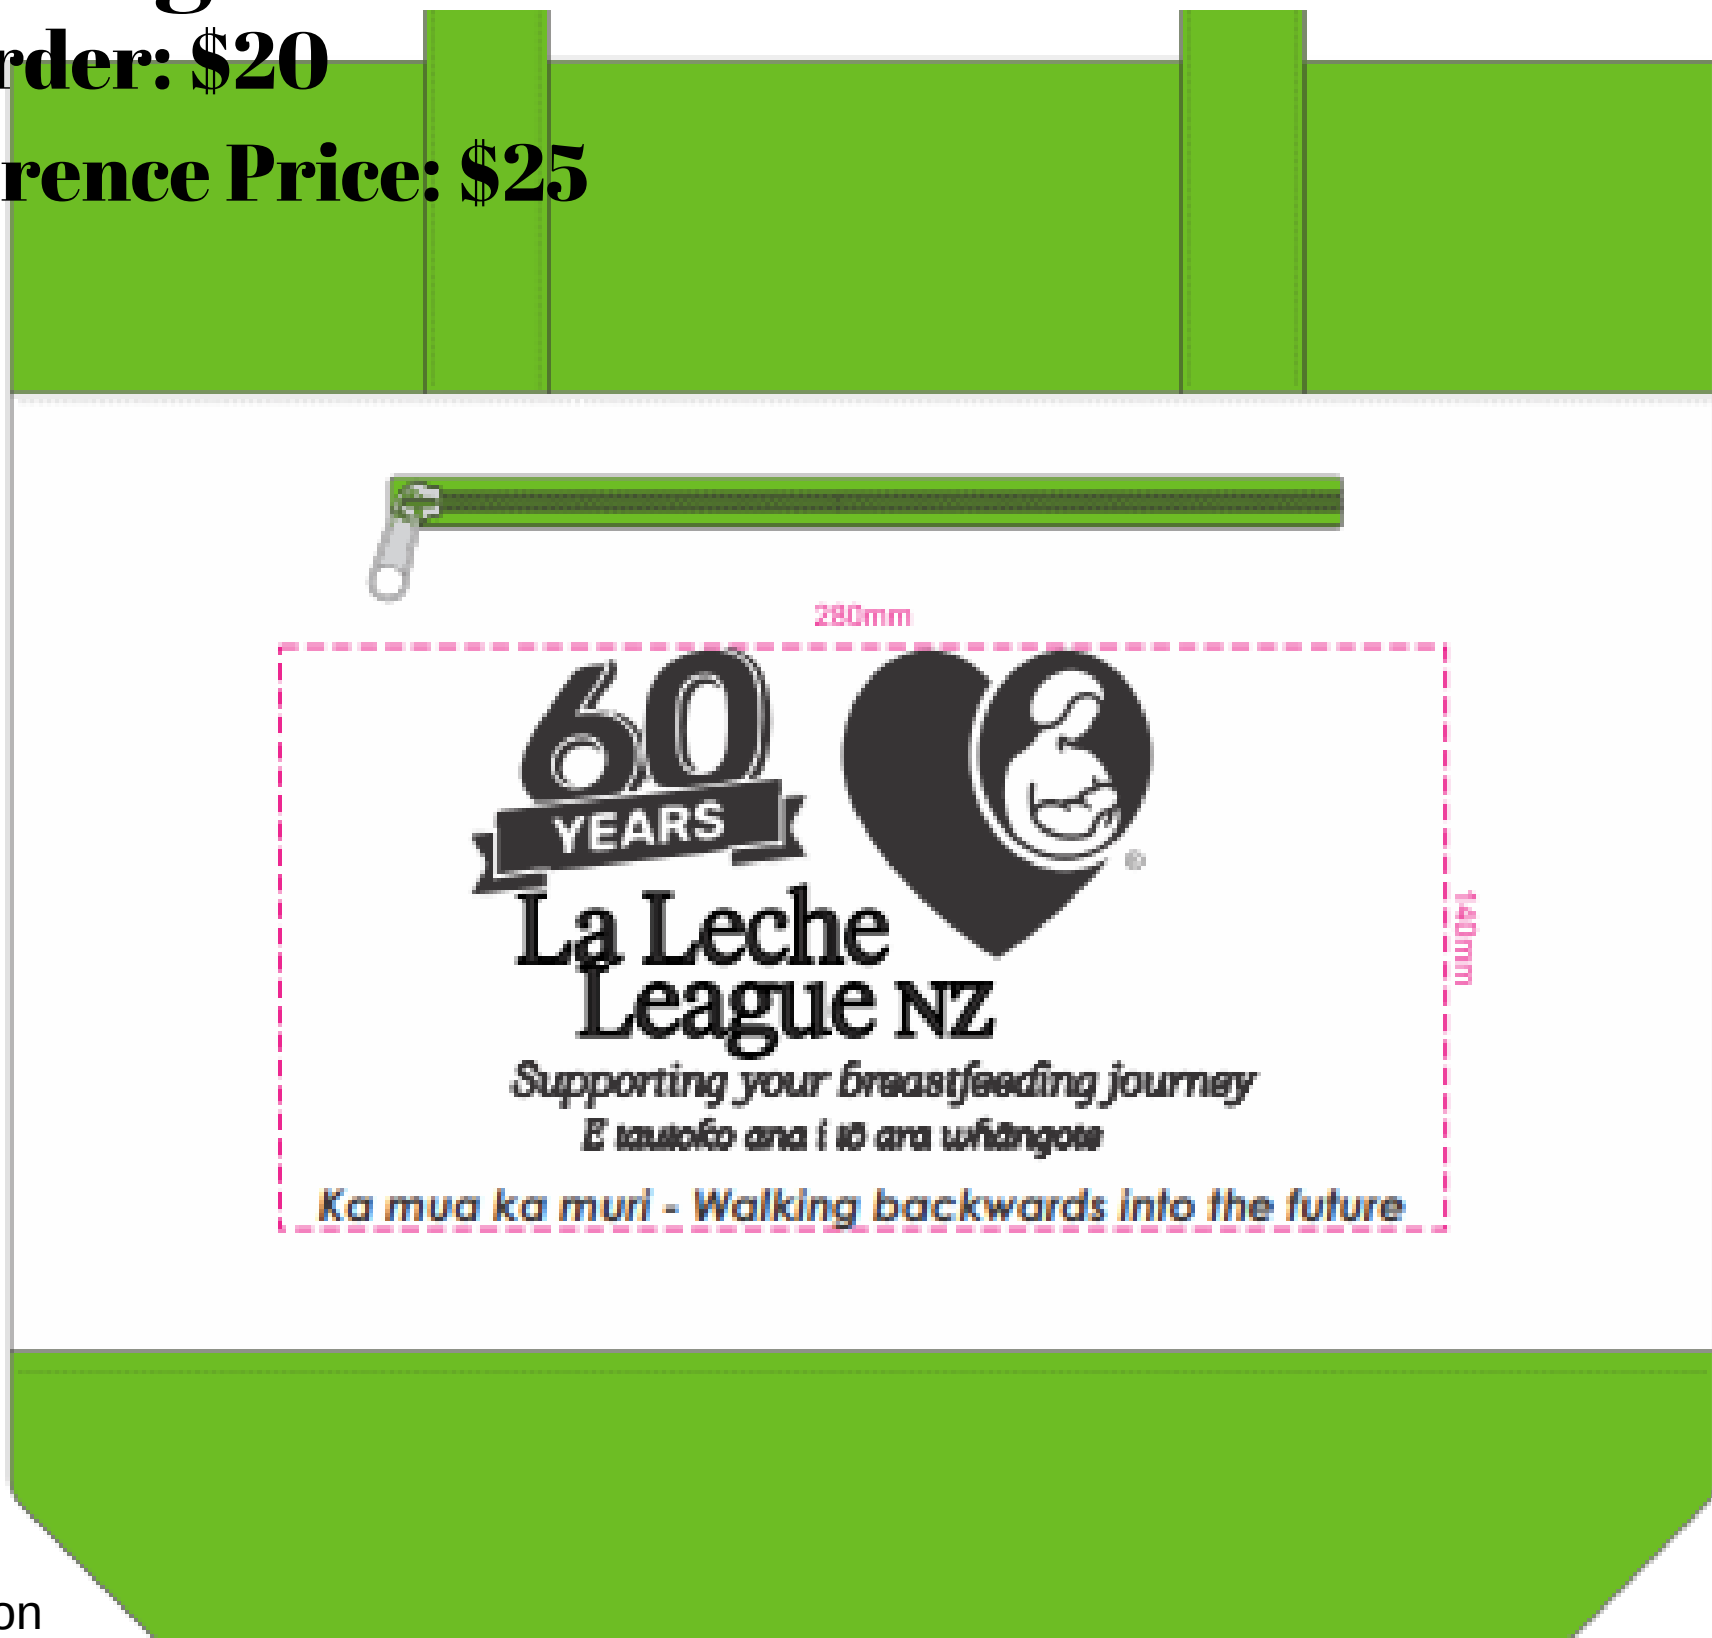 rder: $20
rence Price: $25
280mm
60
YEARS
®
La Leche
League NZ
140mm
Supporting your breastfeeding journey
E tautoko ana i tō ara whāngote
Ka mua ka muri - Walking backwards into the future
on